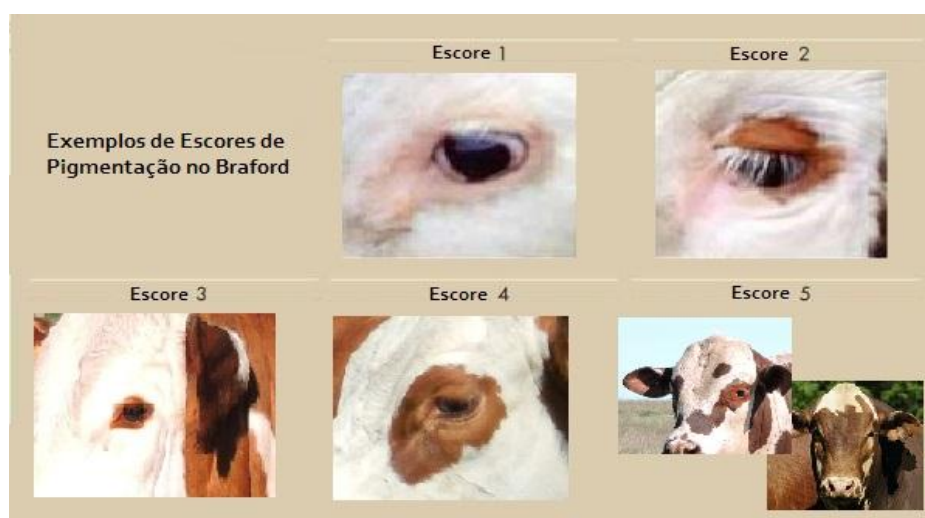 Escore 1
Escore 2
Exemplos de Escores de
Pigmentação no Braford
Escore 3
Escore 4
Escore 5